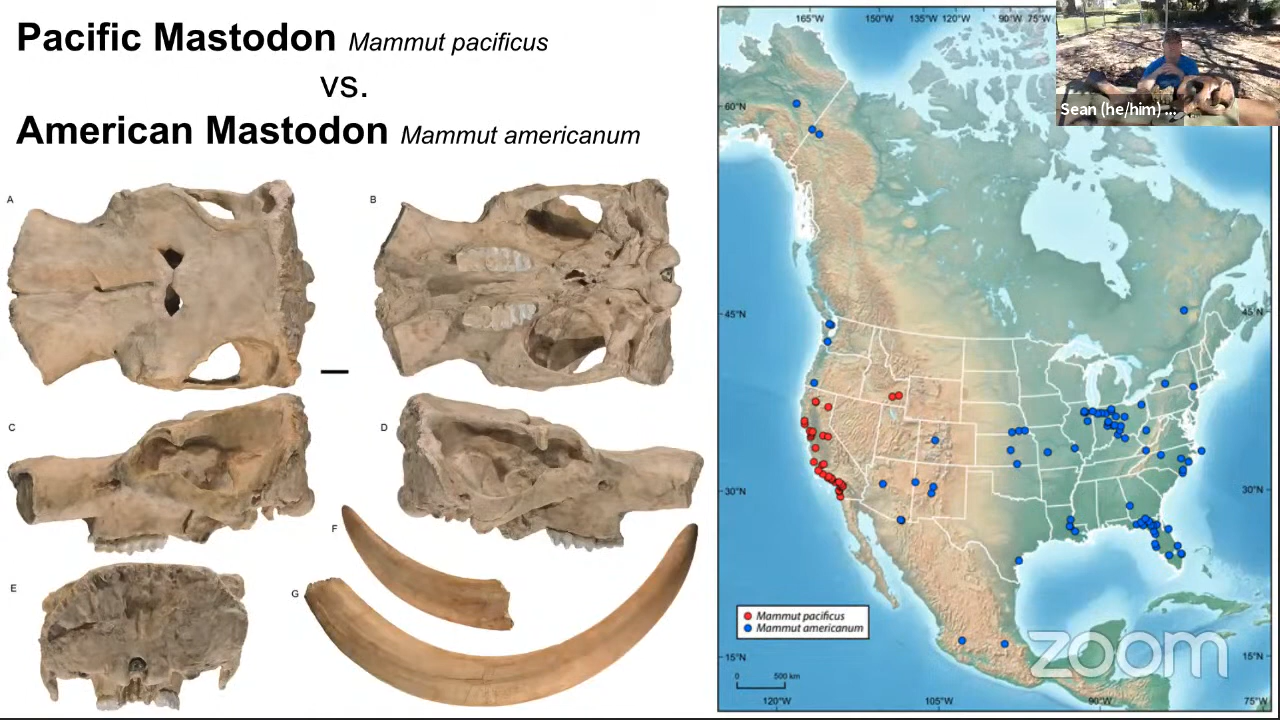 Pacific Mastodon Mammut pacificus
vs.
American Mastodon Mammut americanum
A
B
C
D
E
F
G
165°W 150°W 135°W 120°W 90°W 75°W
60°N
45°N 45°N
30°N 30°N
15°N 15°N
120°W 105°W 90°W 75°W
Mammut pacificus
Mammut americanum
0 500 km
Sean (he/him) ...
zoom